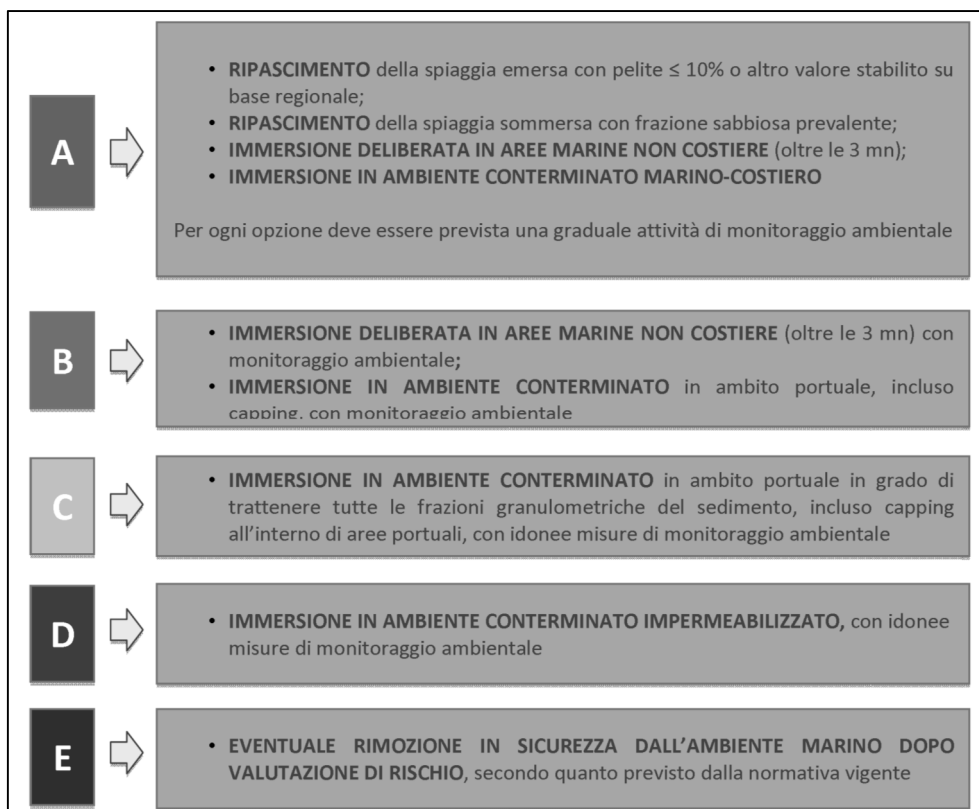 A
• RIPASCIMENTO della spiaggia emersa con pelite ≤ 10% o altro valore stabilito su
base regionale;
• RIPASCIMENTO della spiaggia sommersa con frazione sabbiosa prevalente;
• IMMERSIONE DELIBERATA IN AREE MARINE NON COSTIERE (oltre le 3 mn);
• IMMERSIONE IN AMBIENTE CONTERMINATO MARINO-COSTIERO
Per ogni opzione deve essere prevista una graduale attività di monitoraggio ambientale
B
• IMMERSIONE DELIBERATA IN AREE MARINE NON COSTIERE (oltre le 3 mn) con
monitoraggio ambientale;
• IMMERSIONE IN AMBIENTE CONTERMINATO in ambito portuale, incluso
capping, con monitoraggio ambientale
C
• IMMERSIONE IN AMBIENTE CONTERMINATO in ambito portuale in grado di
trattenere tutte le frazioni granulometriche del sedimento, incluso capping
all'interno di aree portuali, con idonee misure di monitoraggio ambientale
D
• IMMERSIONE IN AMBIENTE CONTERMINATO IMPERMEABILIZZATO, con idonee
misure di monitoraggio ambientale
E
• EVENTUALE RIMOZIONE IN SICUREZZA DALL'AMBIENTE MARINO DOPO
VALUTAZIONE DI RISCHIO, secondo quanto previsto dalla normativa vigente